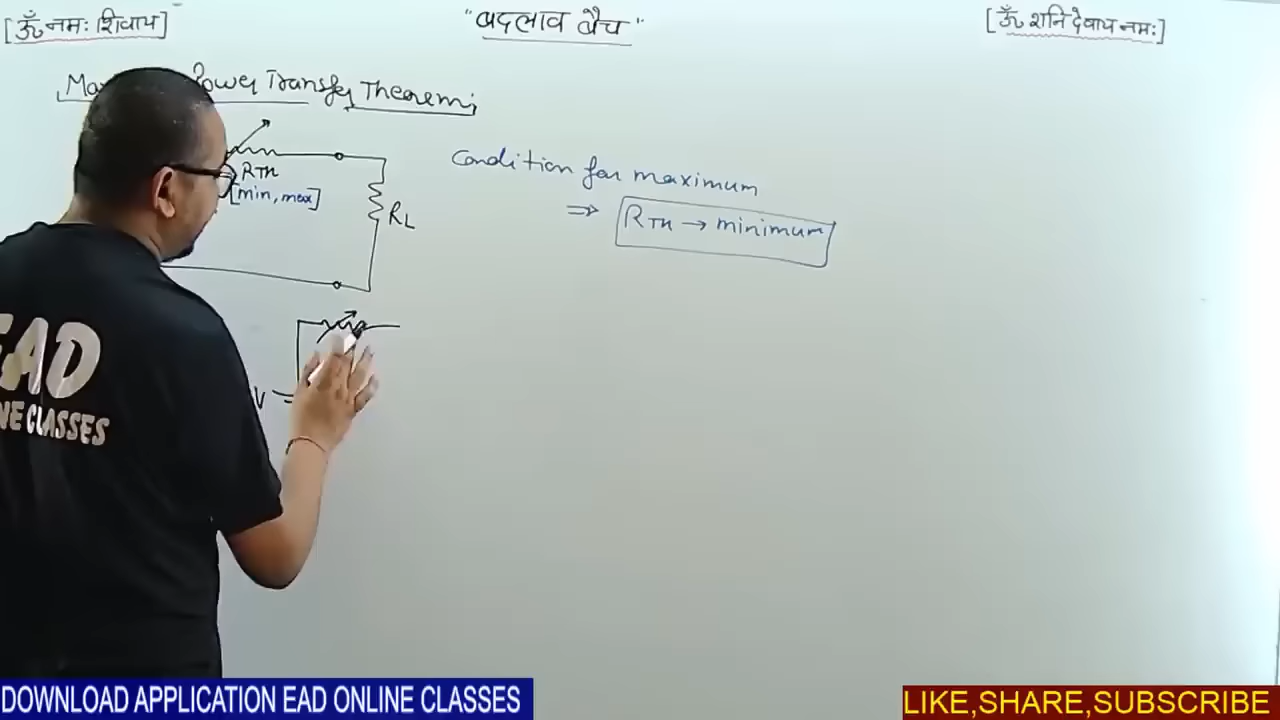 [ॐ नमः शिवाय]
"बदलाव बैच"
[ॐ शनि देवाय नमः]
Power Transfer Theorem;
RTH
[min, max]
RL
Condition for maximum
⇒ RTH → minimum
V
EAD
NE CLASSES
DOWNLOAD APPLICATION EAD ONLINE CLASSES
LIKE,SHARE,SUBSCRIBE